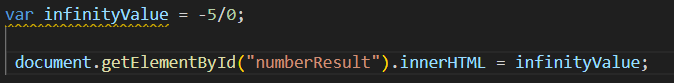 var infinityValue = -5/0;
document.getElementById("numberResult").innerHTML = infinityValue;